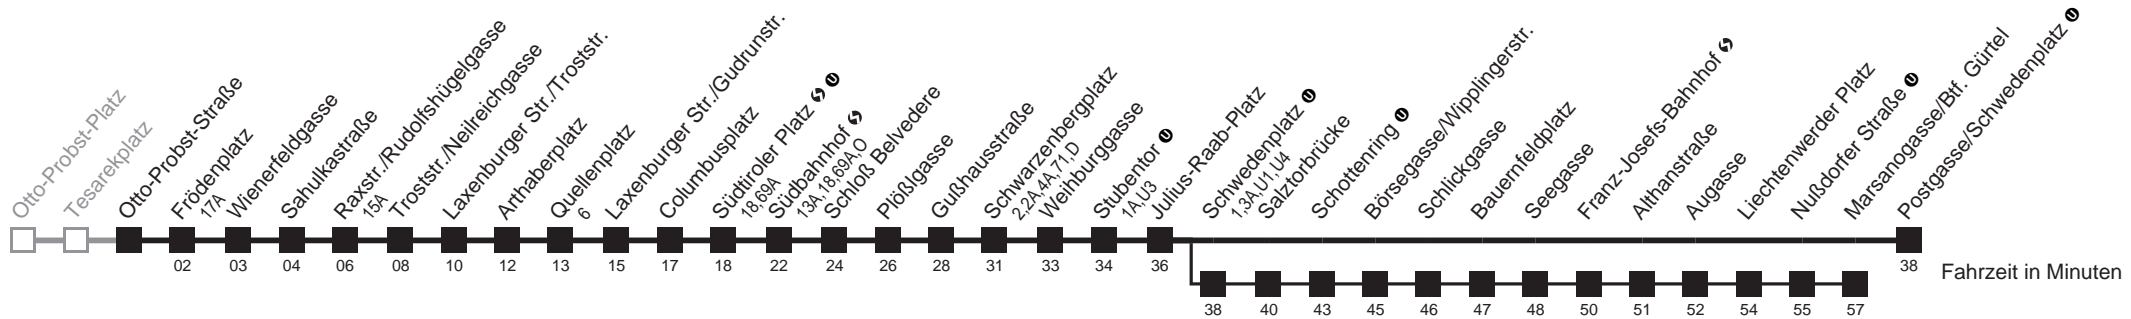 Otto-Probst-Platz
Tesarekplatz
Otto-Probst-Straße
Frödenplatz
17A
Wienerfeldgasse
Sahulkastraße
Raxstr./Rudolfshügelgasse
15A
Troststr./Neilreichgasse
Laxenburger Str./Troststr.
Arthaberplatz
Quellenplatz
6
Laxenburger Str./Gudrunstr.
Columbusplatz
Südtiroler Platz S U
18,69A
Südbahnhof S
13A,18,69A,O
Schloß Belvedere
Plößlgasse
Gußhausstraße
Schwarzenbergplatz
2,2A,4A,71,D
Weihburggasse
Stubentor U
1A,U3
Julius-Raab-Platz
Schwedenplatz U
1,3A,U1,U4
Salztorbrücke
Schottenring U
Börsegasse/Wipplingerstr.
Schlickgasse
Bauernfeldplatz
Seegasse
Franz-Josefs-Bahnhof S
Althanstraße
Augasse
Liechtenwerder Platz
Nußdorfer Straße U
Marsanogasse/Btf. Gürtel
Postgasse/Schwedenplatz U
02 03 04 06 08 10 12 13 15 17 18 22 24 26 28 31 33 34 36 38
Fahrzeit in Minuten
38 40 43 45 46 47 48 50 51 52 54 55 57